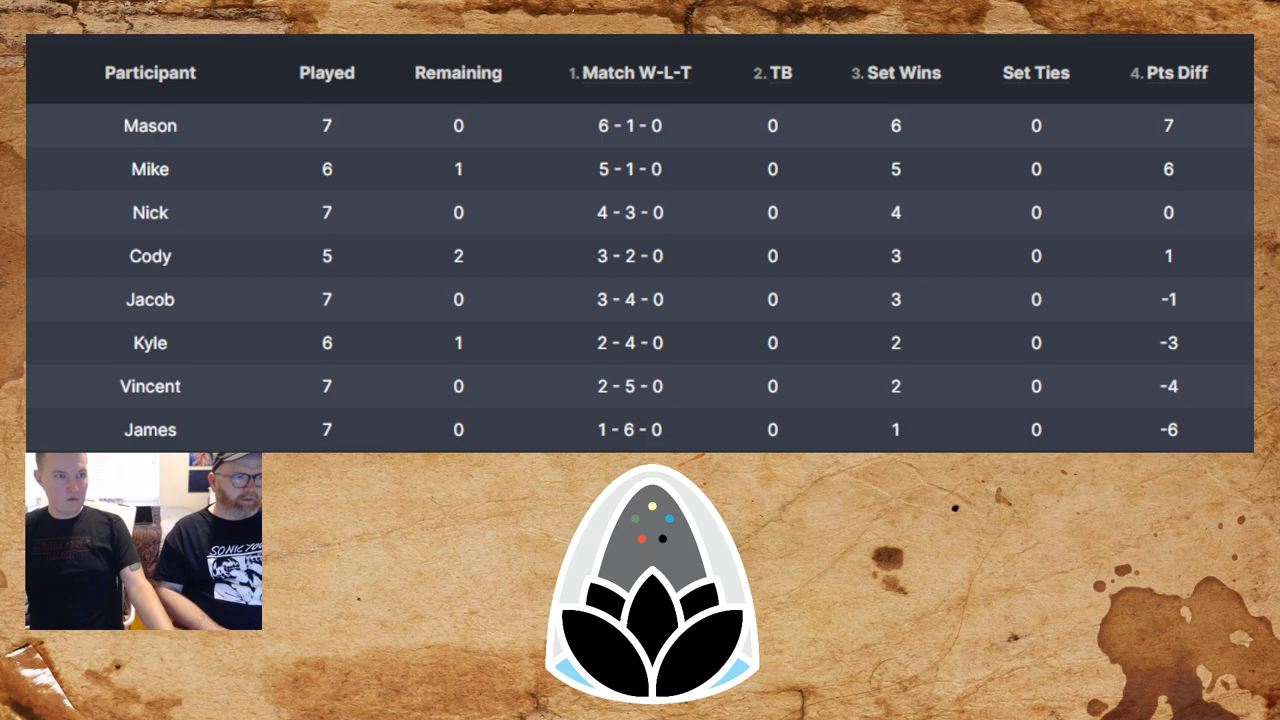 Participant Played Remaining 1. Match W-L-T 2. TB 3. Set Wins Set Ties 4. Pts Diff
Mason 7 0 6 - 1 - 0 0 6 0 7
Mike 6 1 5 - 1 - 0 0 5 0 6
Nick 7 0 4 - 3 - 0 0 4 0 0
Cody 5 2 3 - 2 - 0 0 3 0 1
Jacob 7 0 3 - 4 - 0 0 3 0 -1
Kyle 6 1 2 - 4 - 0 0 2 0 -3
Vincent 7 0 2 - 5 - 0 0 2 0 -4
James 7 0 1 - 6 - 0 0 1 0 -6
SONIC